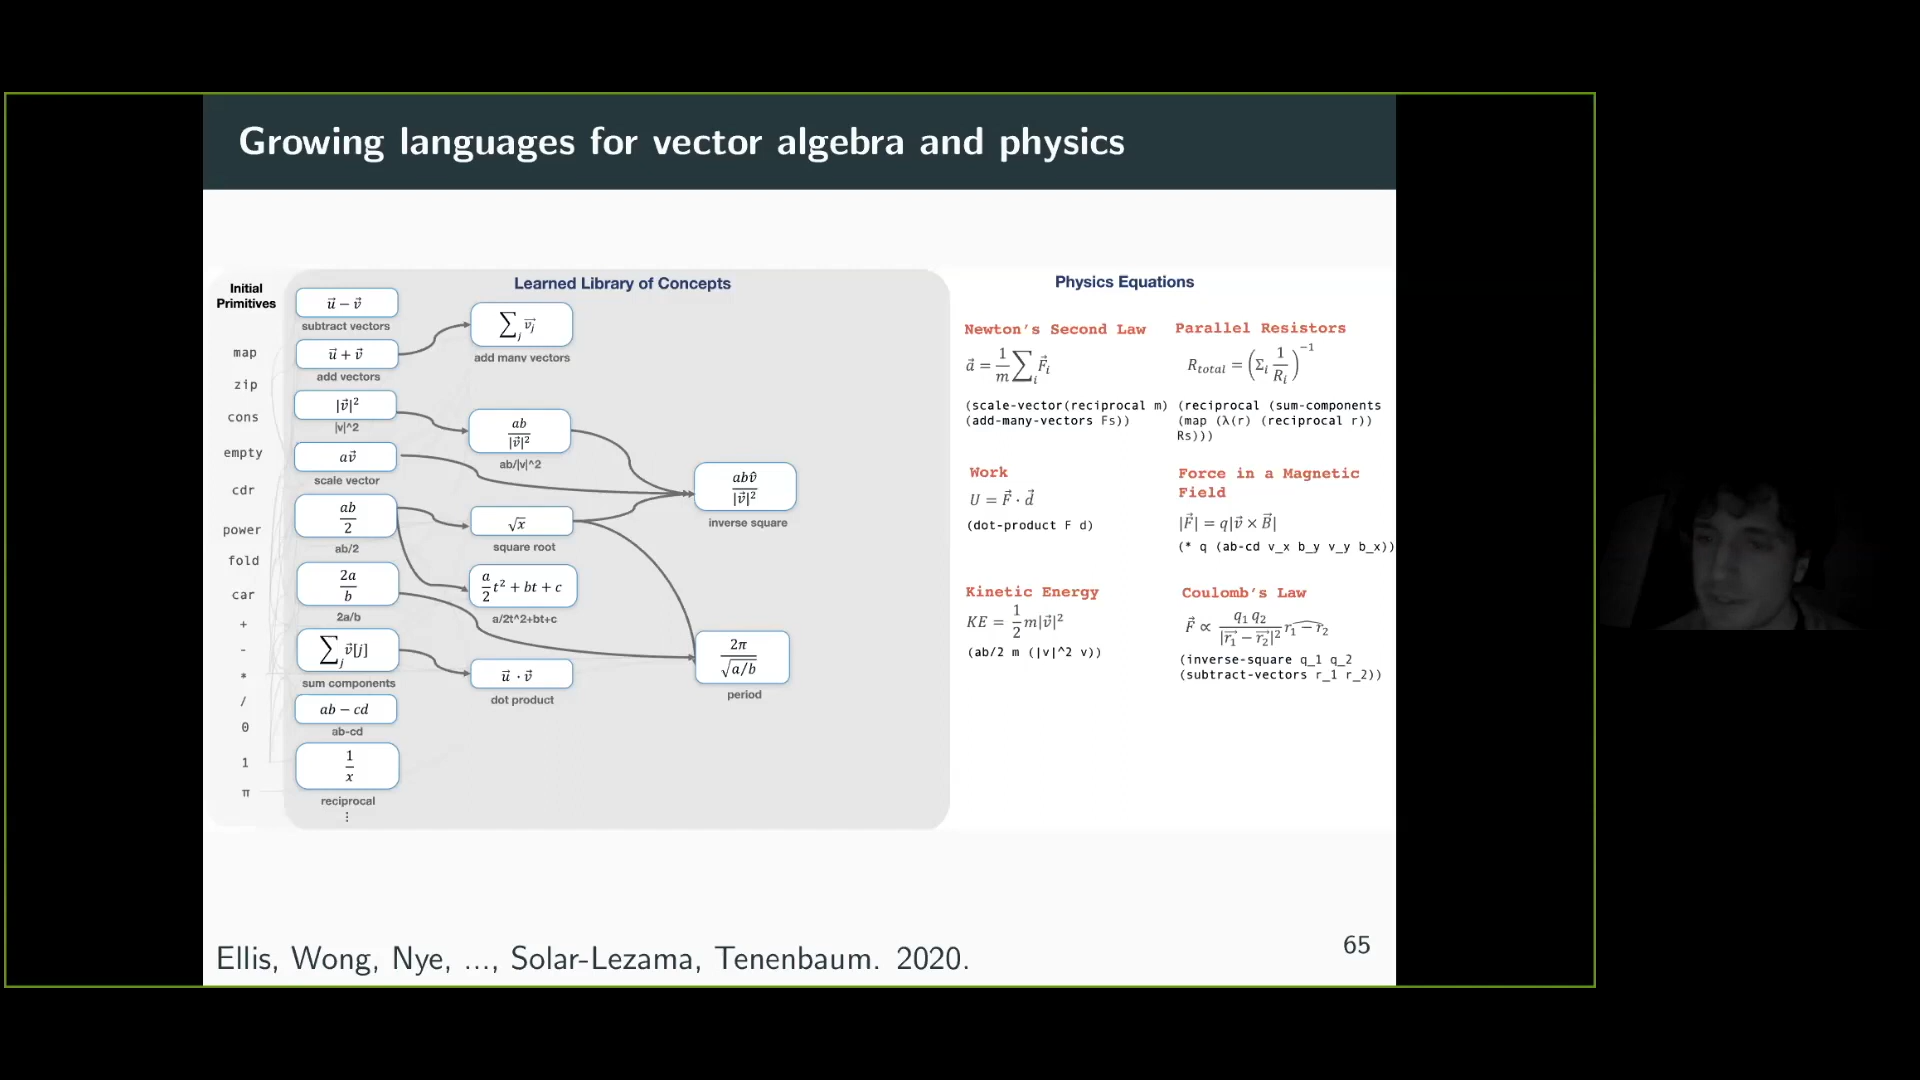 Growing languages for vector algebra and physics
Initial
Primitives
map
zip
cons
empty
cdr
power
fold
car
+
-
*
/
0
1
π
Learned Library of Concepts
u⃗ − v⃗
subtract vectors
u⃗ + v⃗
add vectors
|v⃗|²
|v|^2
av⃗
scale vector
ab/2
ab/2
2a/b
2a/b
∑ⱼ v⃗[j]
sum components
ab − cd
ab-cd
1/x
reciprocal
⋮
∑ⱼ v⃗ⱼ
add many vectors
ab/|v⃗|²
ab/|v|^2
√x
square root
a/2 t² + bt + c
a/2t^2+bt+c
u⃗ · v⃗
dot product
abv̂/|v⃗|²
inverse square
2π/√(a/b)
period
Physics Equations
Newton's Second Law
a⃗ = 1/m ∑ᵢ F⃗ᵢ
(scale-vector(reciprocal m)
(add-many-vectors Fs))
Parallel Resistors
R_total = (Σᵢ 1/Rᵢ)⁻¹
(reciprocal (sum-components
(map (λ(r) (reciprocal r))
Rs)))
Work
U = F⃗ · d⃗
(dot-product F d)
Force in a Magnetic
Field
|F⃗| = q|v⃗ × B⃗|
(* q (ab-cd v_x b_y v_y b_x))
Kinetic Energy
KE = 1/2 m|v⃗|²
(ab/2 m (|v|^2 v))
Coulomb's Law
F⃗ ∝ q₁ q₂/|r⃗₁ − r⃗₂|² r₁ − r₂
(inverse-square q_1 q_2
(subtract-vectors r_1 r_2))
Ellis, Wong, Nye, ..., Solar-Lezama, Tenenbaum. 2020.
65